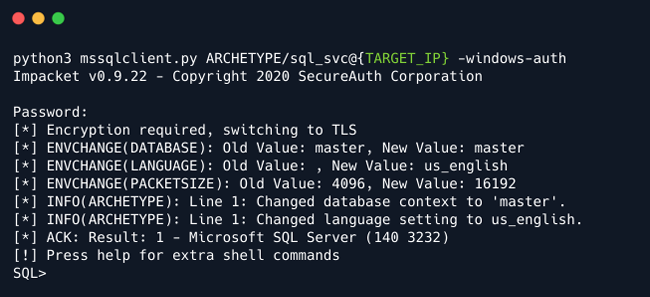 python3 mssqlclient.py ARCHETYPE/sql_svc@{TARGET_IP} -windows-auth
Impacket v0.9.22 - Copyright 2020 SecureAuth Corporation
Password:
[*] Encryption required, switching to TLS
[*] ENVCHANGE(DATABASE): Old Value: master, New Value: master
[*] ENVCHANGE(LANGUAGE): Old Value: , New Value: us_english
[*] ENVCHANGE(PACKETSIZE): Old Value: 4096, New Value: 16192
[*] INFO(ARCHETYPE): Line 1: Changed database context to 'master'.
[*] INFO(ARCHETYPE): Line 1: Changed language setting to us_english.
[*] ACK: Result: 1 - Microsoft SQL Server (140 3232)
[!] Press help for extra shell commands
SQL>